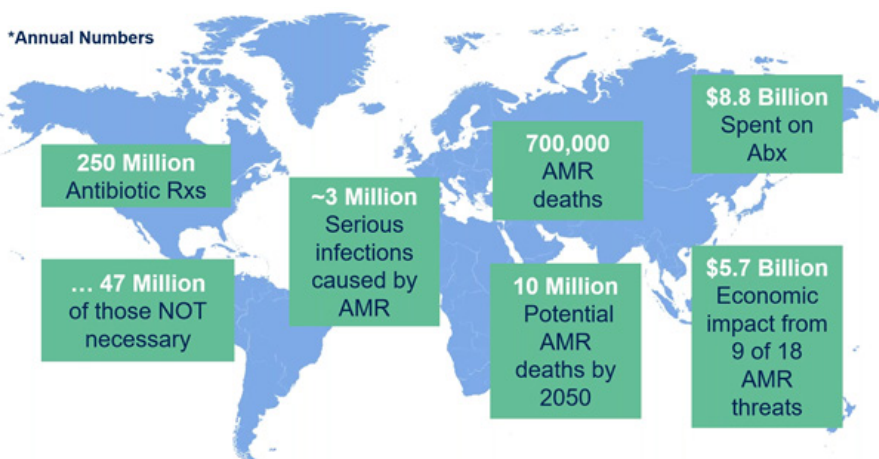 *Annual Numbers
250 Million
Antibiotic Rxs
… 47 Million
of those NOT
necessary
~3 Million
Serious
infections
caused by
AMR
700,000
AMR
deaths
10 Million
Potential
AMR
deaths by
2050
$8.8 Billion
Spent on
Abx
$5.7 Billion
Economic
impact from
9 of 18
AMR
threats